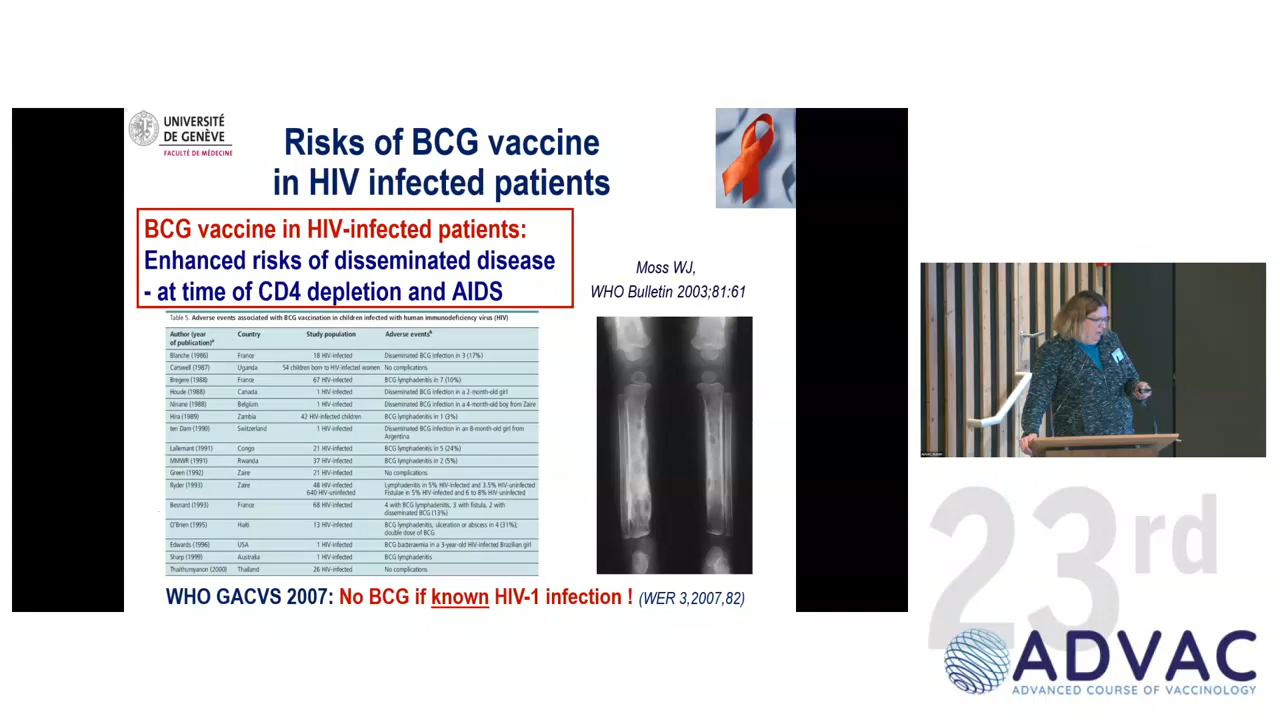 UNIVERSITÉ
DE GENÈVE
FACULTÉ DE MÉDECINE
Risks of BCG vaccine
in HIV infected patients
BCG vaccine in HIV-infected patients:
Enhanced risks of disseminated disease
- at time of CD4 depletion and AIDS
Moss WJ,
WHO Bulletin 2003;81:61
Table 5. Adverse events associated with BCG vaccination in children infected with human immunodeficiency virus (HIV)
Author (year of publication)a Country Study population Adverse eventsb
Blanche (1986) France 18 HIV-infected Disseminated BCG infection in 3 (17%)
Carswell (1987) Uganda 54 children born to HIV-infected women No complications
Bregere (1988) France 67 HIV-infected BCG lymphadenitis in 7 (10%)
Houde (1988) Canada 1 HIV-infected Disseminated BCG infection in a 2-month-old girl
Ninane (1988) Belgium 1 HIV-infected Disseminated BCG infection in a 4-month-old boy from Zaire
Hira (1989) Zambia 42 HIV-infected children BCG lymphadenitis in 1 (3%)
ten Dam (1990) Switzerland 1 HIV-infected Disseminated BCG infection in an 8-month-old girl from
Argentina
Lallemant (1991) Congo 21 HIV-infected BCG lymphadenitis in 5 (24%)
MMWR (1991) Rwanda 37 HIV-infected BCG lymphadenitis in 2 (5%)
Green (1992) Zaire 21 HIV-infected No complications
Ryder (1993) Zaire 48 HIV-infected Lymphadenitis in 5% HIV-infected and 3.5% HIV-uninfected
640 HIV-uninfected Fistulae in 5% HIV-infected and 6 to 8% HIV-uninfected
Besnard (1993) France 68 HIV-infected 4 with BCG lymphadenitis, 3 with fistula, 2 with
disseminated BCG (13%)
O'Brien (1995) Haiti 13 HIV-infected BCG lymphadenitis, ulceration or abscess in 4 (31%);
double dose of BCG
Edwards (1996) USA 1 HIV-infected BCG bacteraemia in a 3-year-old HIV-infected Brazilian girl
Sharp (1999) Australia 1 HIV-infected BCG lymphadenitis
Thaithumyanon (2000) Thailand 26 HIV-infected No complications
WHO GACVS 2007: No BCG if known HIV-1 infection ! (WER 3,2007,82)
23rd
ADVAC
ADVANCED COURSE OF VACCINOLOGY